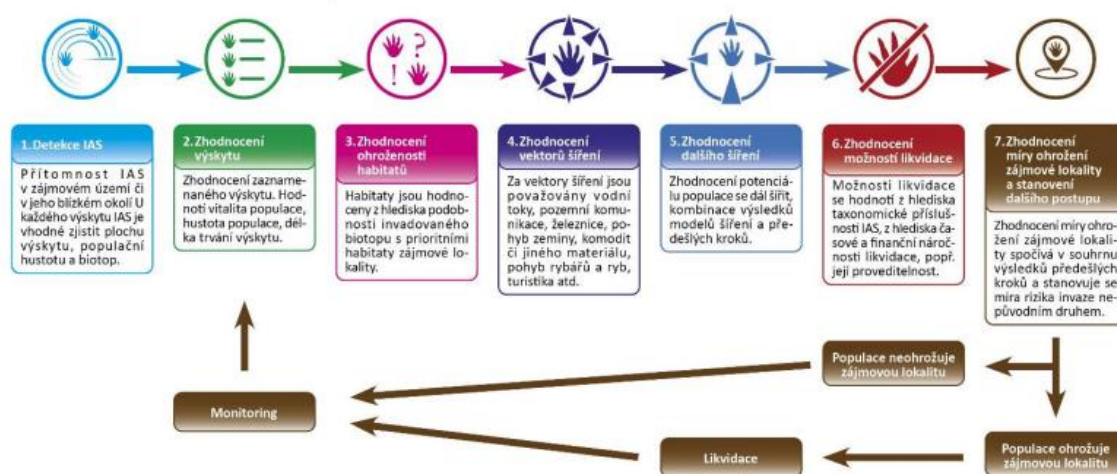 1. Detekce IAS
Přítomnost IAS
v zájmovém území či
v jeho blízkém okolí U
každého výskytu IAS je
vhodné zjistit plochu
výskytu, populační
hustotu a biotop.
2. Zhodnocení
výskytu
Zhodnocení zazname-
naného výskytu. Hod-
notí vitalita populace,
hustota populace, dél-
ka trvání výskytu.
3. Zhodnocení
ohroženosti
habitatů
Habitaty jsou hodno-
ceny z hlediska podob-
nosti invadovaného
biotopu s prioritními
habitaty zájmové lo-
kality.
4. Zhodnocení
vektorů šíření
Za vektory šíření jsou
považovány vodní
toky, pozemní komu-
nikace, železnice, po-
hyb zeminy, komodit
či jiného materiálu,
pohyb rybářů a ryb,
turistika atd.
5. Zhodnocení
dalšího šíření
Zhodnocení potenciá-
lu populace se dál šířit,
kombinace výsledků
modelů šíření a pře-
dešlých kroků.
6. Zhodnocení
možností likvidace
Možnosti likvidace
se hodnotí z hlediska
taxonomické přísluš-
nosti IAS, z hlediska ča-
sové a finanční nároč-
nosti likvidace, popř.
její proveditelnost.
7. Zhodnocení
míry ohrožení
zájmové lokality
a stanovení
dalšího postupu
Zhodnocení míry ohro-
žení zájmové lokali-
ty spočívá v souhrnu
výsledků předešlých
kroků a stanovuje se
míra rizika invaze ne-
původním druhem.
Populace neohrožuje
zájmovou lokalitu
Monitoring
Likvidace
Populace ohrožuje
zájmovou lokalitu